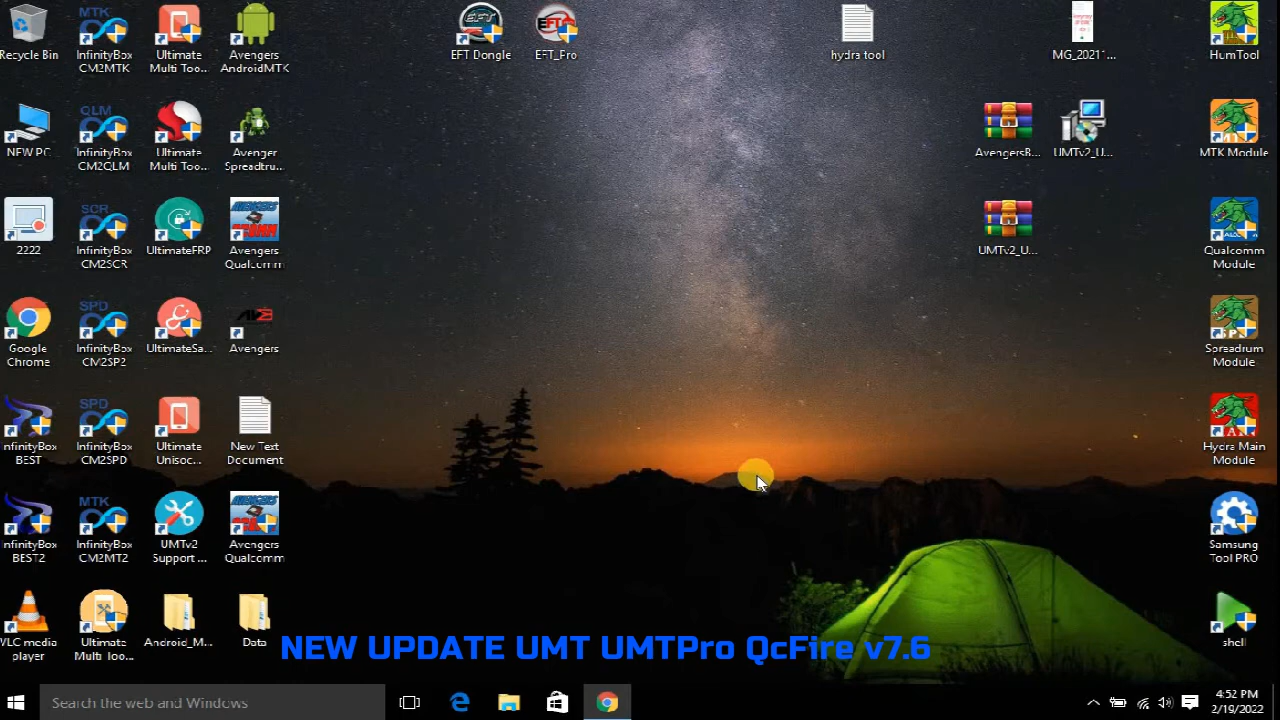 Recycle Bin
MTK
InfinityBox
CM2MTK
Ultimate
Multi Too...
Avengers
AndroidMTK
EFT
EFT Dongle
EFT
EFT_Pro
hydra tool
MG_20211...
HumTool
NEW PC
QLM
InfinityBox
CM2QLM
Ultimate
Multi Too...
Avenger
Spreadtru...
AvengersB...
UMTv2_U...
MTK Module
2222
SCR
InfinityBox
CM2SCR
UltimateFRP
AVENGERS
Avengers
Qualcomm
UMTv2_U...
Qualcomm
Module
Google
Chrome
SPD
InfinityBox
CM2SP2
UltimateSa...
Avengers
Spreadrum
Module
nfinityBox
BEST
SPD
InfinityBox
CM2SPD
Ultimate
Unisoc...
New Text
Document
Hydra Main
Module
nfinityBox
BEST2
MTK
InfinityBox
CM2MT2
UMTv2
Support ...
AVENGERS
Avengers
Qualcomm
Samsung
Tool PRO
VLC media
player
Ultimate
Multi Too...
Android_M...
Data
shell
NEW UPDATE UMT UMTPro QcFire v7.6
Search the web and Windows
4:52 PM
2/19/2022